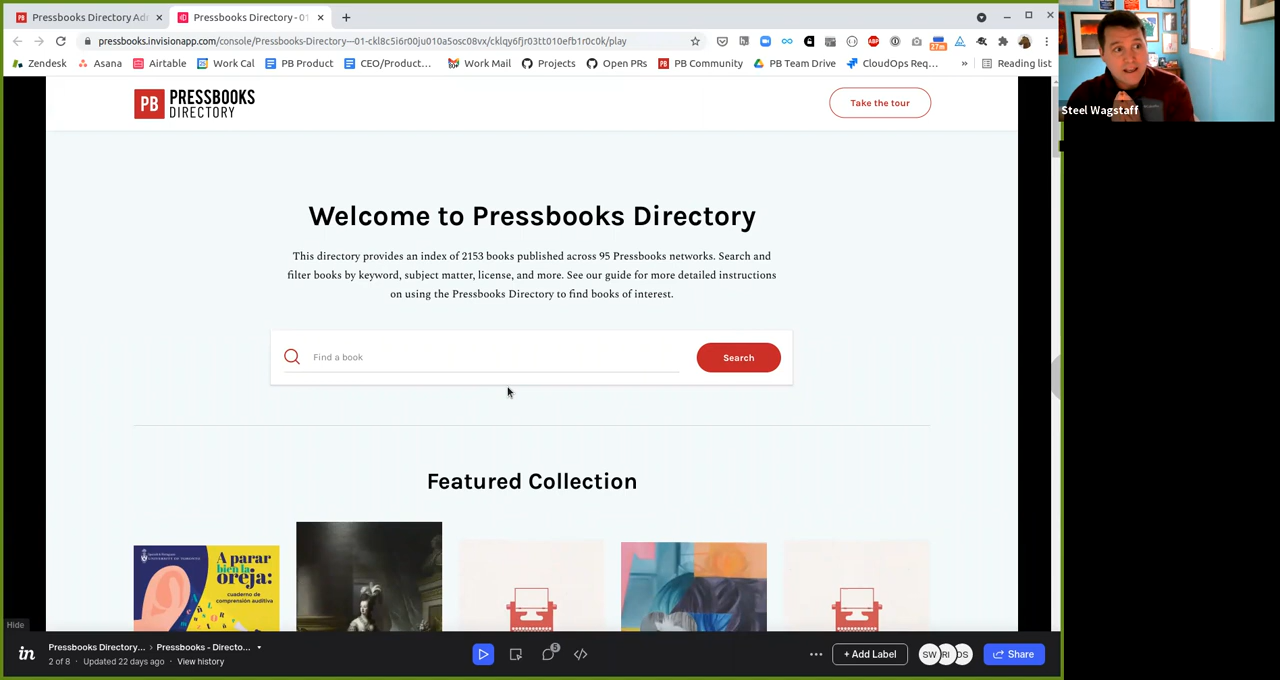 Pressbooks Directory Ad
Pressbooks Directory - 01
pressbooks.invisionapp.com/console/Pressbooks-Directory—01-ckl8c5i6r00ju010a5osc08vx/cklqy6fjr03tt010efb1r0c0k/play
27m
Zendesk
Asana
Airtable
Work Cal
PB Product
CEO/Product...
Work Mail
Projects
Open PRs
PB Community
PB Team Drive
CloudOps Req...
»
Reading list
Steel Wagstaff
PB PRESSBOOKS
DIRECTORY
Take the tour
Welcome to Pressbooks Directory
This directory provides an index of 2153 books published across 95 Pressbooks networks. Search and
filter books by keyword, subject matter, license, and more. See our guide for more detailed instructions
on using the Pressbooks Directory to find books of interest.
Find a book
Search
Featured Collection
A parar
bien la
oreja:
cuaderno de
comprensión auditiva
Hide
in
Pressbooks Directory... › Pressbooks - Directo...
2 of 8 · Updated 22 days ago · View history
5
+ Add Label
SW
RI
DS
Share